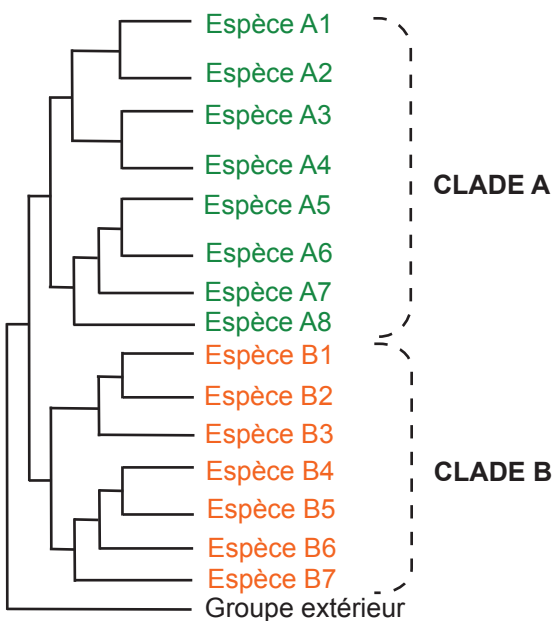 Espèce A1
Espèce A2
Espèce A3
Espèce A4
Espèce A5
Espèce A6
Espèce A7
Espèce A8
CLADE A
Espèce B1
Espèce B2
Espèce B3
Espèce B4
Espèce B5
Espèce B6
Espèce B7
CLADE B
Groupe extérieur